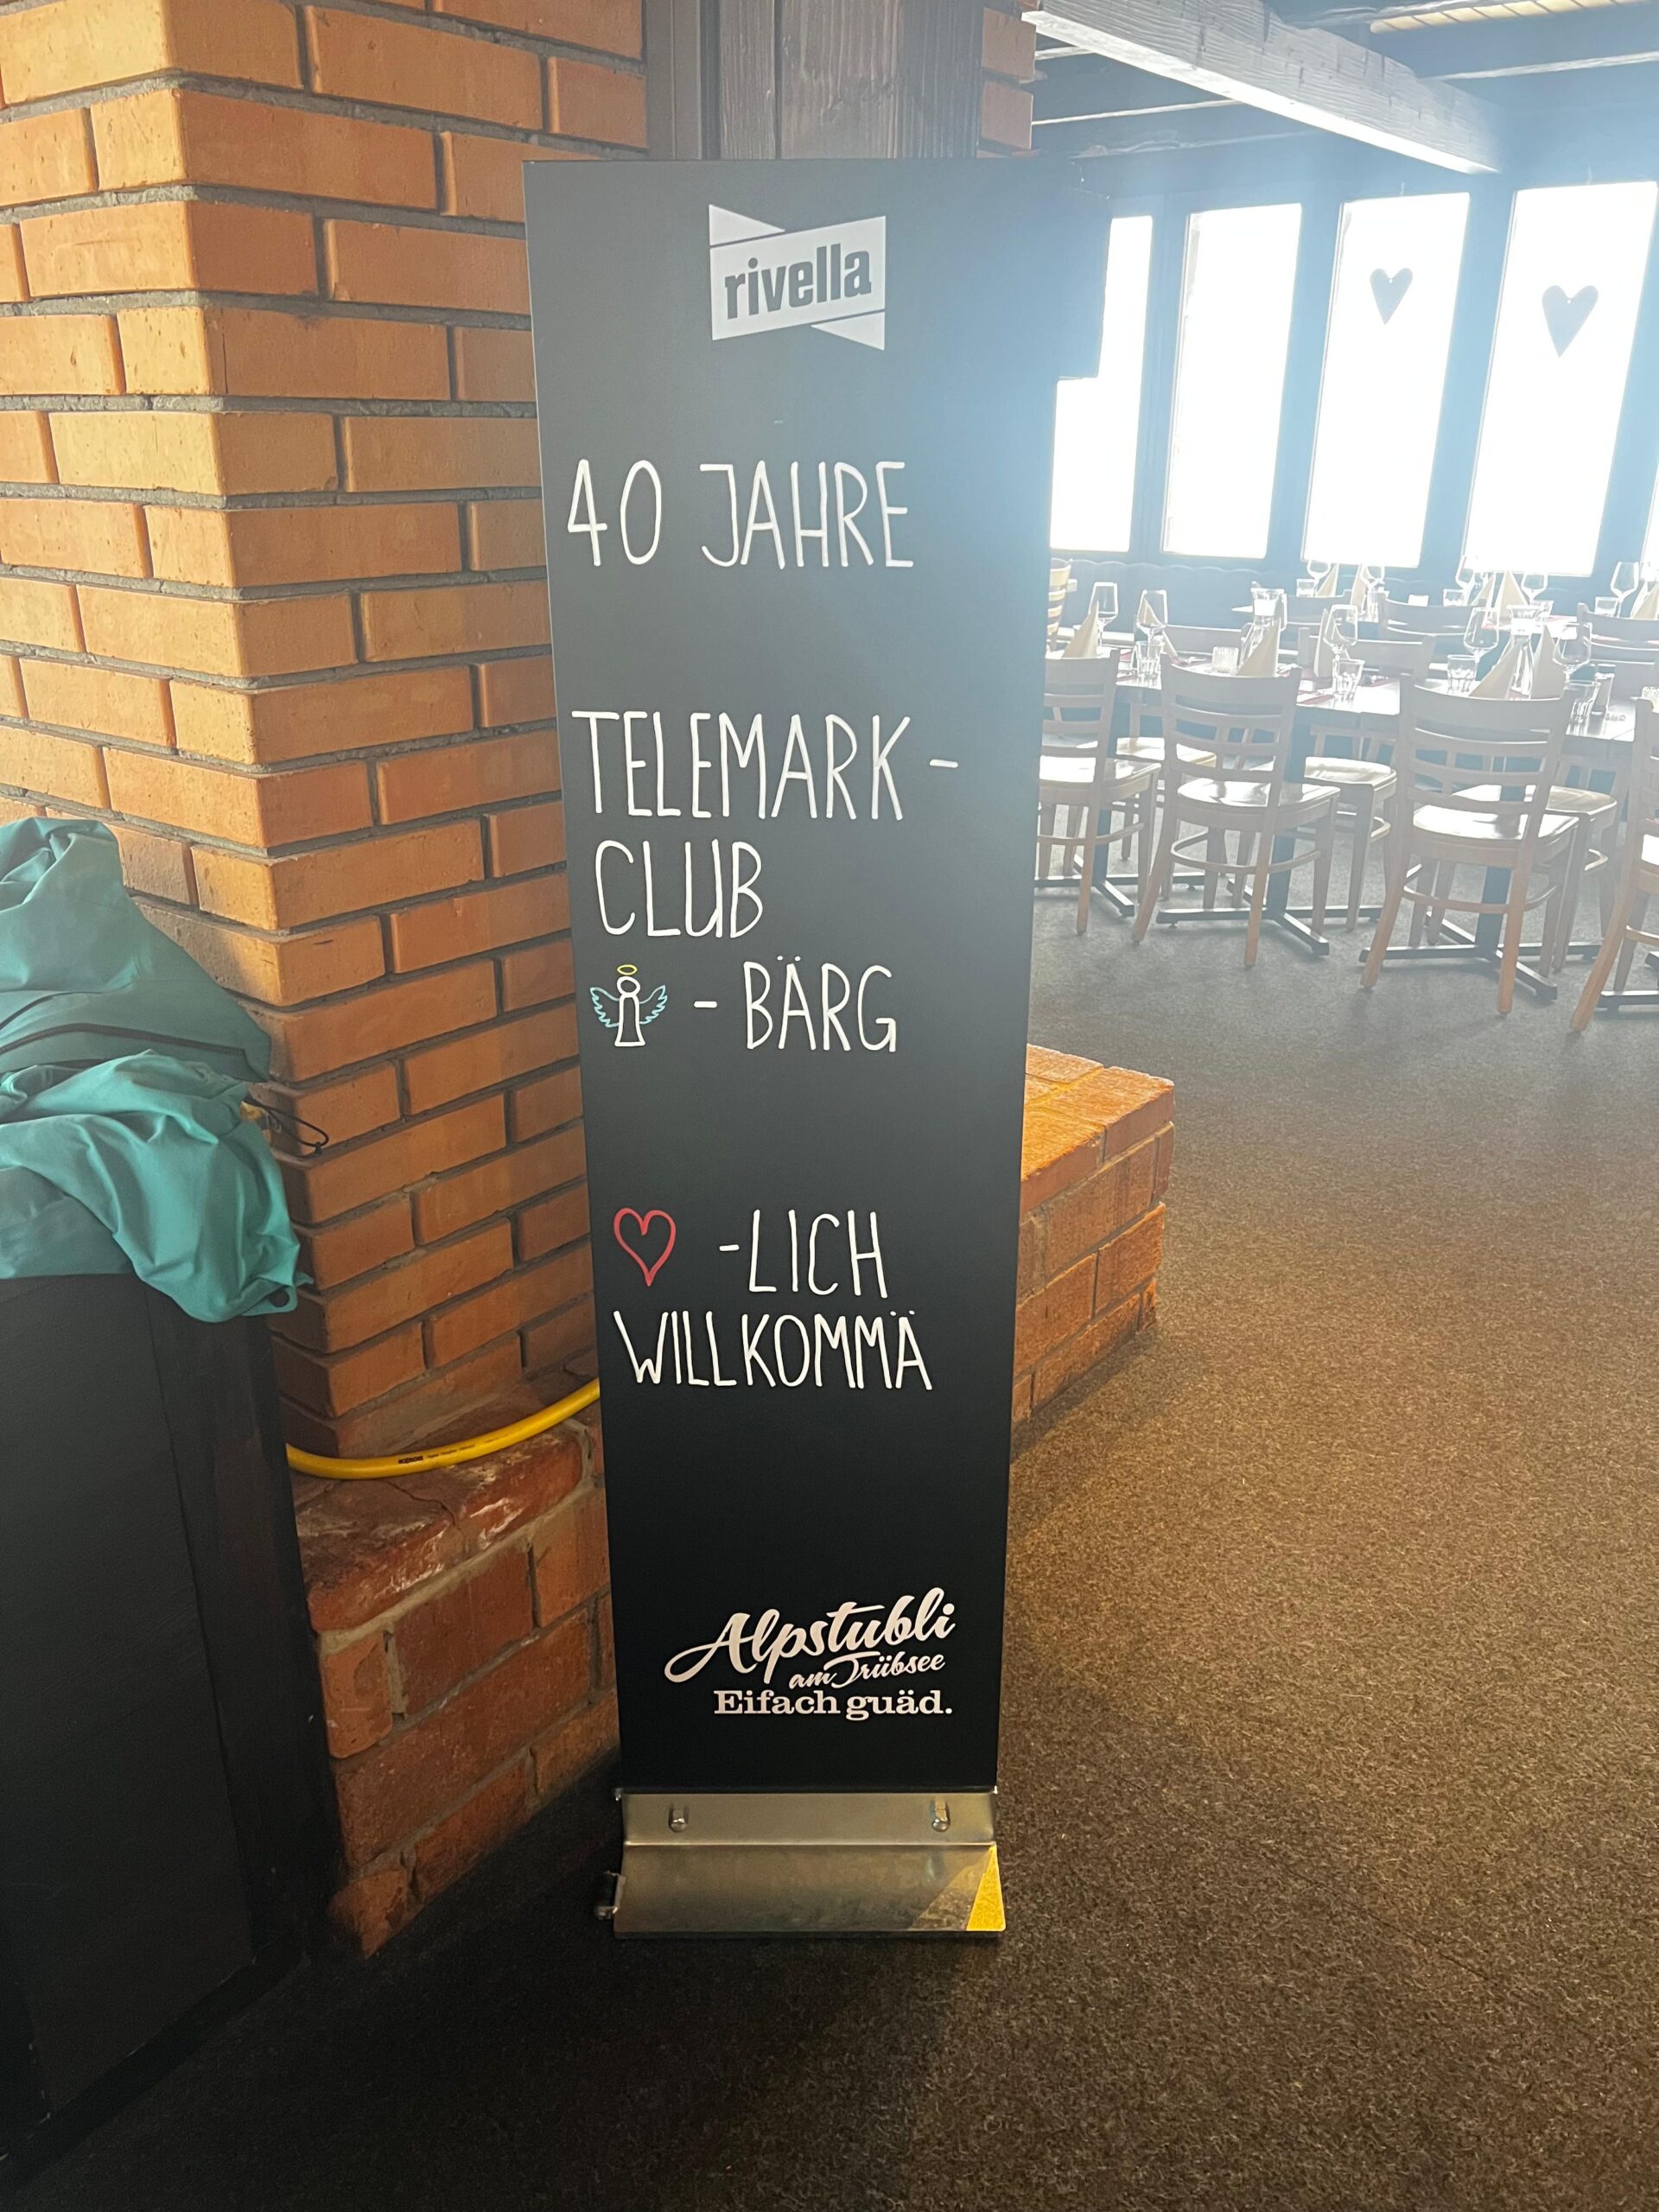 rivella
40 JAHRE
TELEMARK-
CLUB
-BÄRG
-LICH
WILLKOMMÄ
Alpstubli
am Trübsee
Eifach guäd.